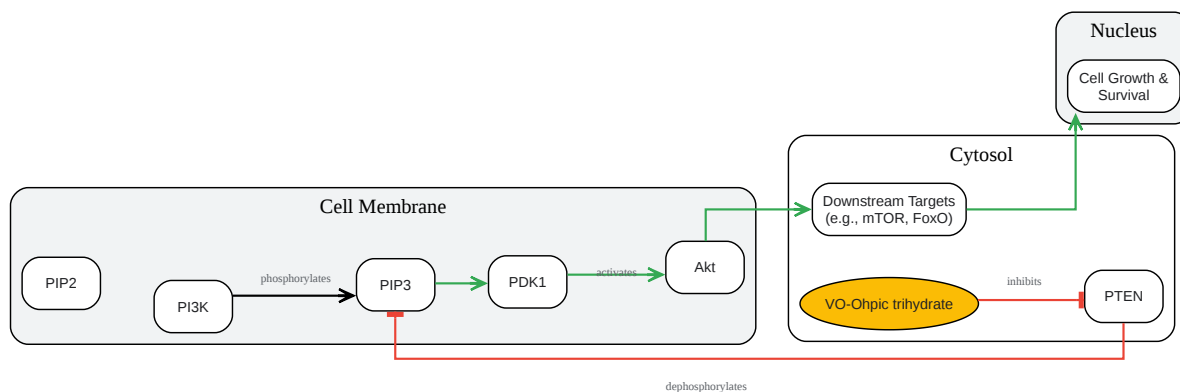 Nucleus
Cell Growth &
Survival
Cytosol
Cell Membrane
Downstream Targets
(e.g., mTOR, FoxO)
PIP2
PI3K
phosphorylates
PIP3
PDK1
activates
Akt
VO-Ohpic trihydrate
inhibits
PTEN
dephosphorylates